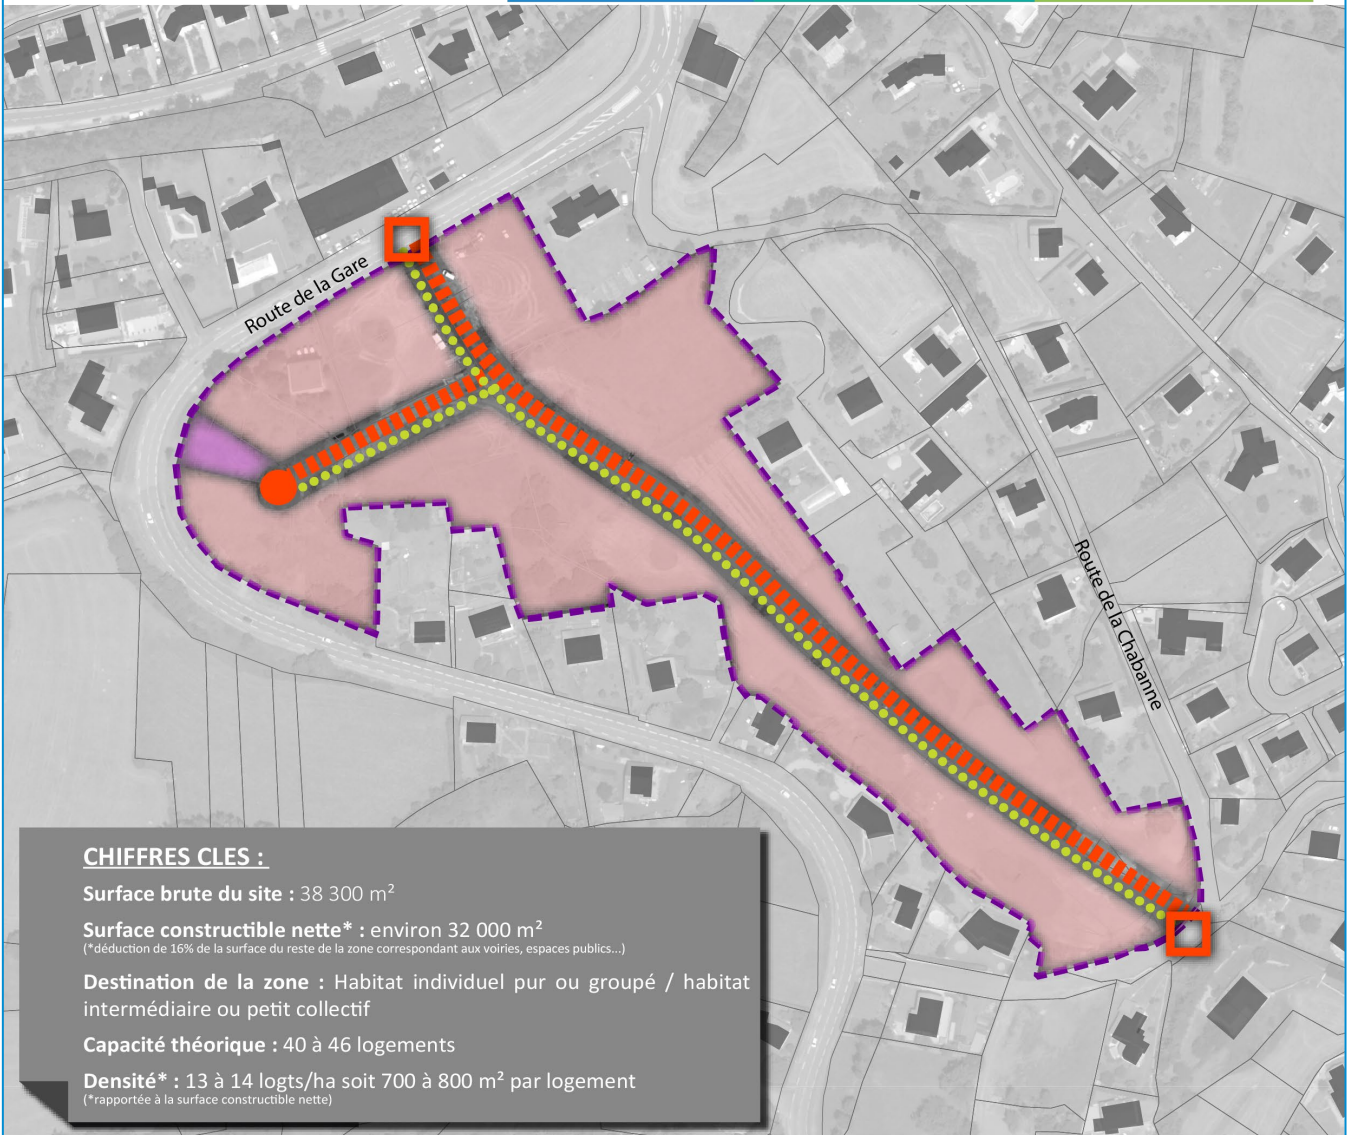 Route de la Gare
Route de la Chabanne
CHIFFRES CLES :
Surface brute du site : 38 300 m²
Surface constructible nette* : environ 32 000 m²
(*déduction de 16% de la surface du reste de la zone correspondant aux voiries, espaces publics...)
Destination de la zone : Habitat individuel pur ou groupé / habitat
intermédiaire ou petit collectif
Capacité théorique : 40 à 46 logements
Densité* : 13 à 14 logts/ha soit 700 à 800 m² par logement
(*rapportée à la surface constructible nette)